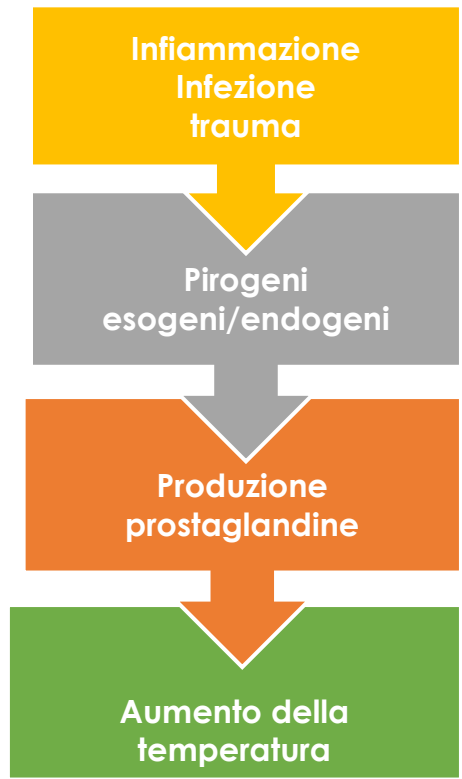 Infiammazione
Infezione
trauma
Pirogeni
esogeni/endogeni
Produzione
prostaglandine
Aumento della
temperatura